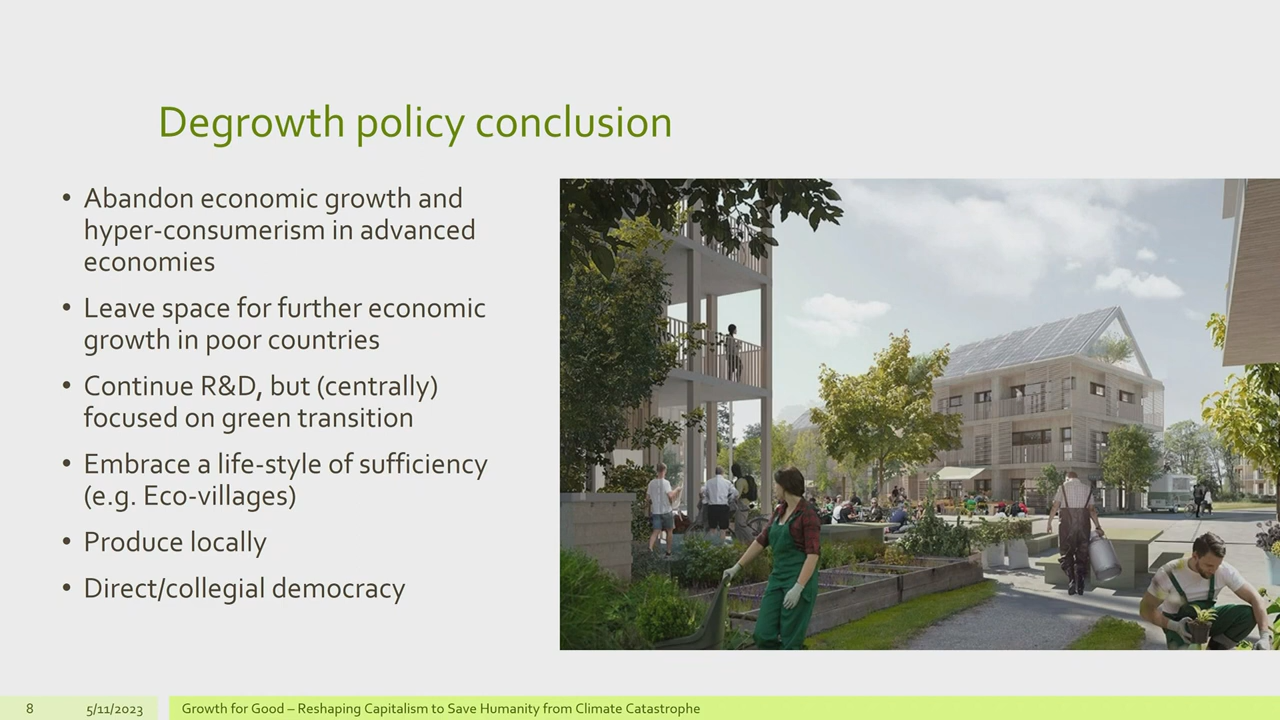 Degrowth policy conclusion
• Abandon economic growth and
hyper-consumerism in advanced
economies
• Leave space for further economic
growth in poor countries
• Continue R&D, but (centrally)
focused on green transition
• Embrace a life-style of sufficiency
(e.g. Eco-villages)
• Produce locally
• Direct/collegial democracy
8 5/11/2023 Growth for Good – Reshaping Capitalism to Save Humanity from Climate Catastrophe